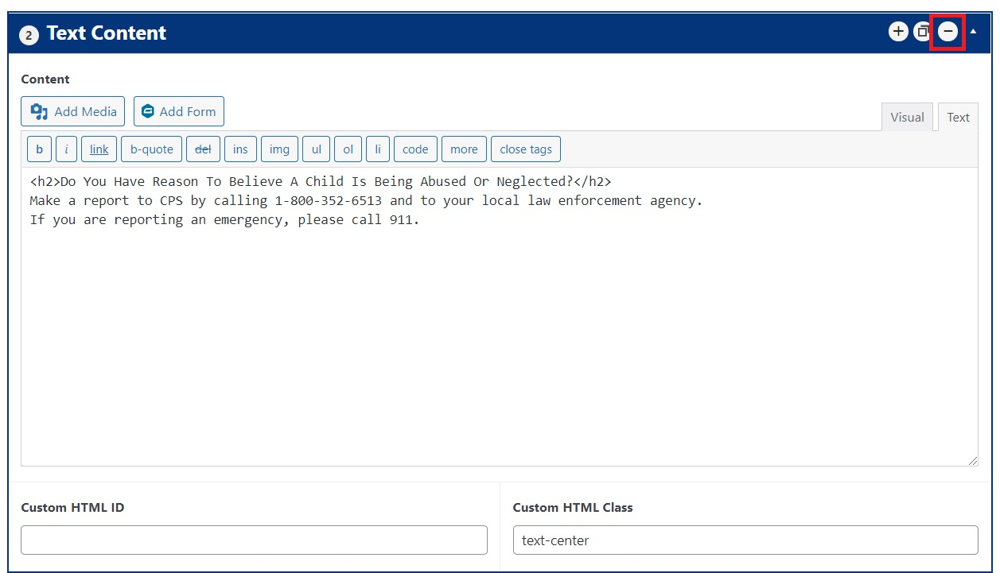 2 Text Content
Content
Add Media Add Form
Visual Text
b i link b-quote del ins img ul ol li code more close tags
<h2>Do You Have Reason To Believe A Child Is Being Abused Or Neglected?</h2>
Make a report to CPS by calling 1-800-352-6513 and to your local law enforcement agency.
If you are reporting an emergency, please call 911.
Custom HTML ID Custom HTML Class
text-center